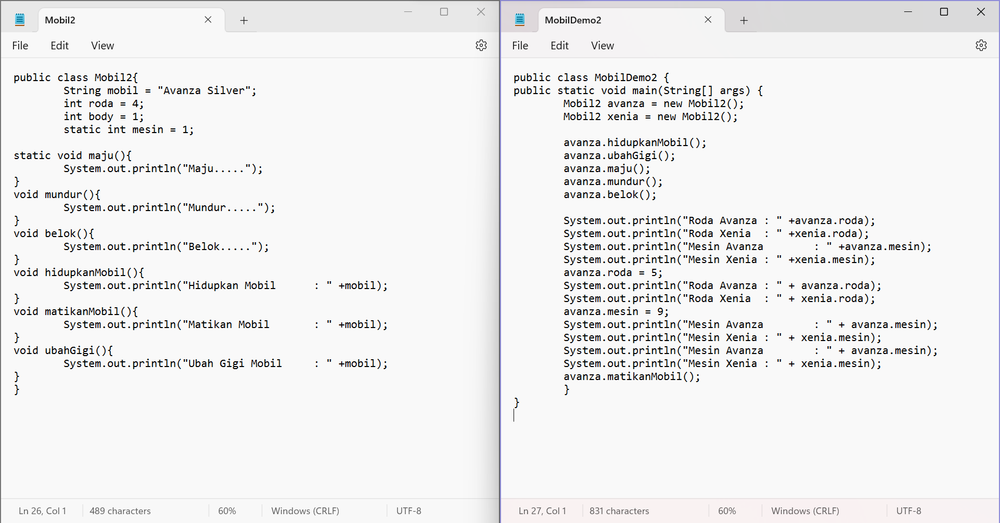 Mobil2
File Edit View
public class Mobil2{
        String mobil = "Avanza Silver";
        int roda = 4;
        int body = 1;
        static int mesin = 1;

static void maju(){
        System.out.println("Maju.....");
}
void mundur(){
        System.out.println("Mundur.....");
}
void belok(){
        System.out.println("Belok.....");
}
void hidupkanMobil(){
        System.out.println("Hidupkan Mobil      : " +mobil);
}
void matikanMobil(){
        System.out.println("Matikan Mobil       : " +mobil);
}
void ubahGigi(){
        System.out.println("Ubah Gigi Mobil     : " +mobil);
}
}
Ln 26, Col 1 489 characters 60% Windows (CRLF) UTF-8
MobilDemo2
File Edit View
public class MobilDemo2 {
public static void main(String[] args) {
        Mobil2 avanza = new Mobil2();
        Mobil2 xenia = new Mobil2();

        avanza.hidupkanMobil();
        avanza.ubahGigi();
        avanza.maju();
        avanza.mundur();
        avanza.belok();

        System.out.println("Roda Avanza : " +avanza.roda);
        System.out.println("Roda Xenia  : " +xenia.roda);
        System.out.println("Mesin Avanza        : " +avanza.mesin);
        System.out.println("Mesin Xenia : " +xenia.mesin);
        avanza.roda = 5;
        System.out.println("Roda Avanza : " + avanza.roda);
        System.out.println("Roda Xenia  : " + xenia.roda);
        avanza.mesin = 9;
        System.out.println("Mesin Avanza        : " + avanza.mesin);
        System.out.println("Mesin Xenia : " + xenia.mesin);
        System.out.println("Mesin Avanza        : " + avanza.mesin);
        System.out.println("Mesin Xenia : " + xenia.mesin);
        avanza.matikanMobil();
        }
}
Ln 27, Col 1 831 characters 60% Windows (CRLF) UTF-8